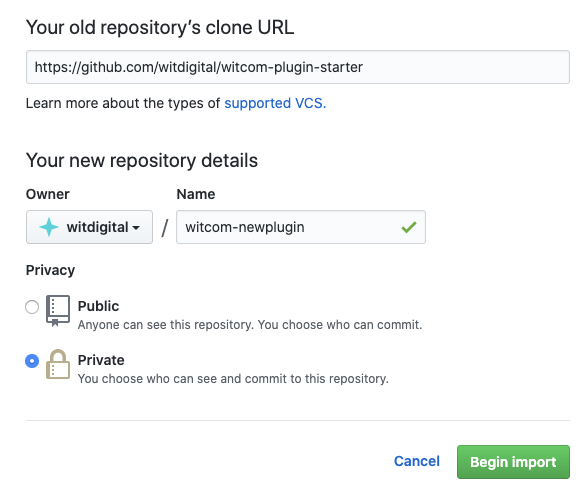 Your old repository's clone URL
https://github.com/witdigital/witcom-plugin-starter
Learn more about the types of supported VCS.
Your new repository details
Owner Name
witdigital / witcom-newplugin
Privacy
Public
Anyone can see this repository. You choose who can commit.
Private
You choose who can see and commit to this repository.
Cancel Begin import